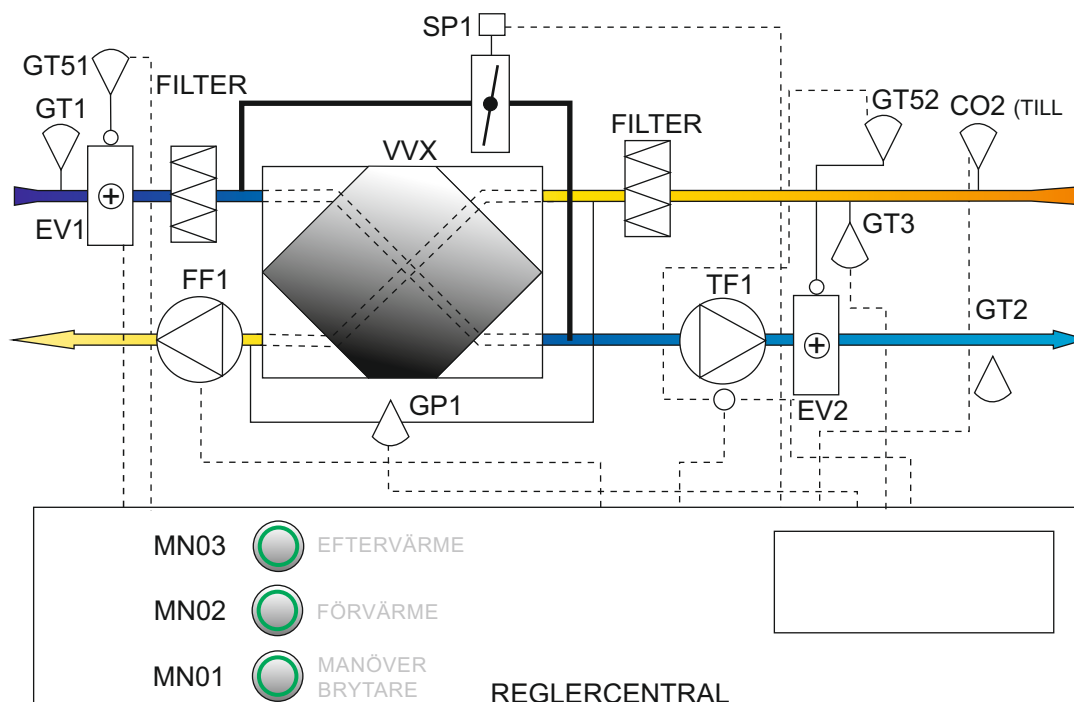 SP1
GT51
FILTER
GT1
GT52
CO2 (TILL
FILTER
VVX
EV1
GT3
FF1
TF1
GT2
GP1
EV2
MN03 EFTERVÄRME
MN02 FÖRVÄRME
MN01 MANÖVER
BRYTARE
REGLERCENTRAL